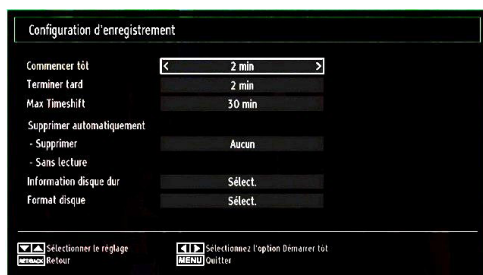 Configuration d'enregistrement
Commencer tôt < 2 min >
Terminer tard 2 min
Max Timeshift 30 min
Supprimer automatiquement
- Supprimer Aucun
- Sans lecture
Information disque dur Sélect.
Format disque Sélect.
Sélectionner le réglage Sélectionnez l'option Démarrer tôt
Retour MENU Quitter